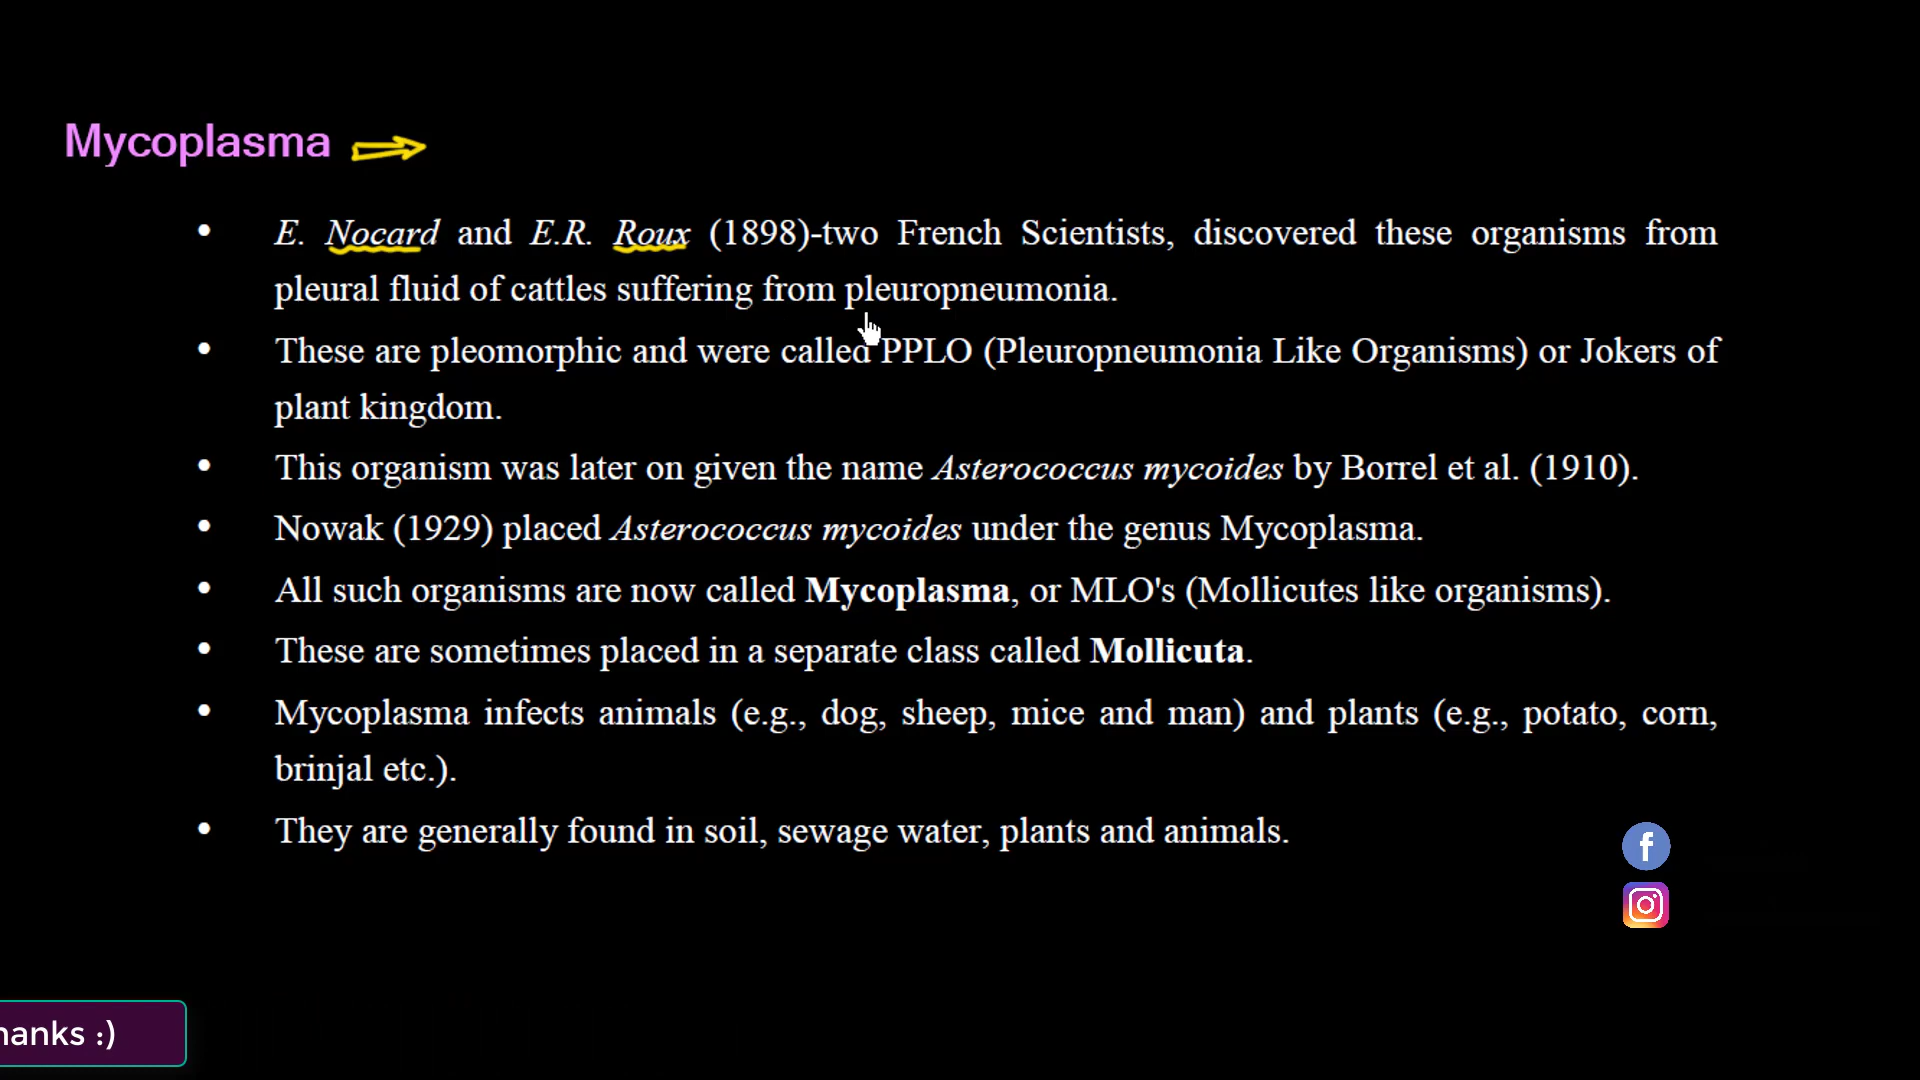 Mycoplasma
• E. Nocard and E.R. Roux (1898)-two French Scientists, discovered these organisms from
pleural fluid of cattles suffering from pleuropneumonia.
• These are pleomorphic and were called PPLO (Pleuropneumonia Like Organisms) or Jokers of
plant kingdom.
• This organism was later on given the name Asterococcus mycoides by Borrel et al. (1910).
• Nowak (1929) placed Asterococcus mycoides under the genus Mycoplasma.
• All such organisms are now called Mycoplasma, or MLO's (Mollicutes like organisms).
• These are sometimes placed in a separate class called Mollicuta.
• Mycoplasma infects animals (e.g., dog, sheep, mice and man) and plants (e.g., potato, corn,
brinjal etc.).
• They are generally found in soil, sewage water, plants and animals.
hanks :)